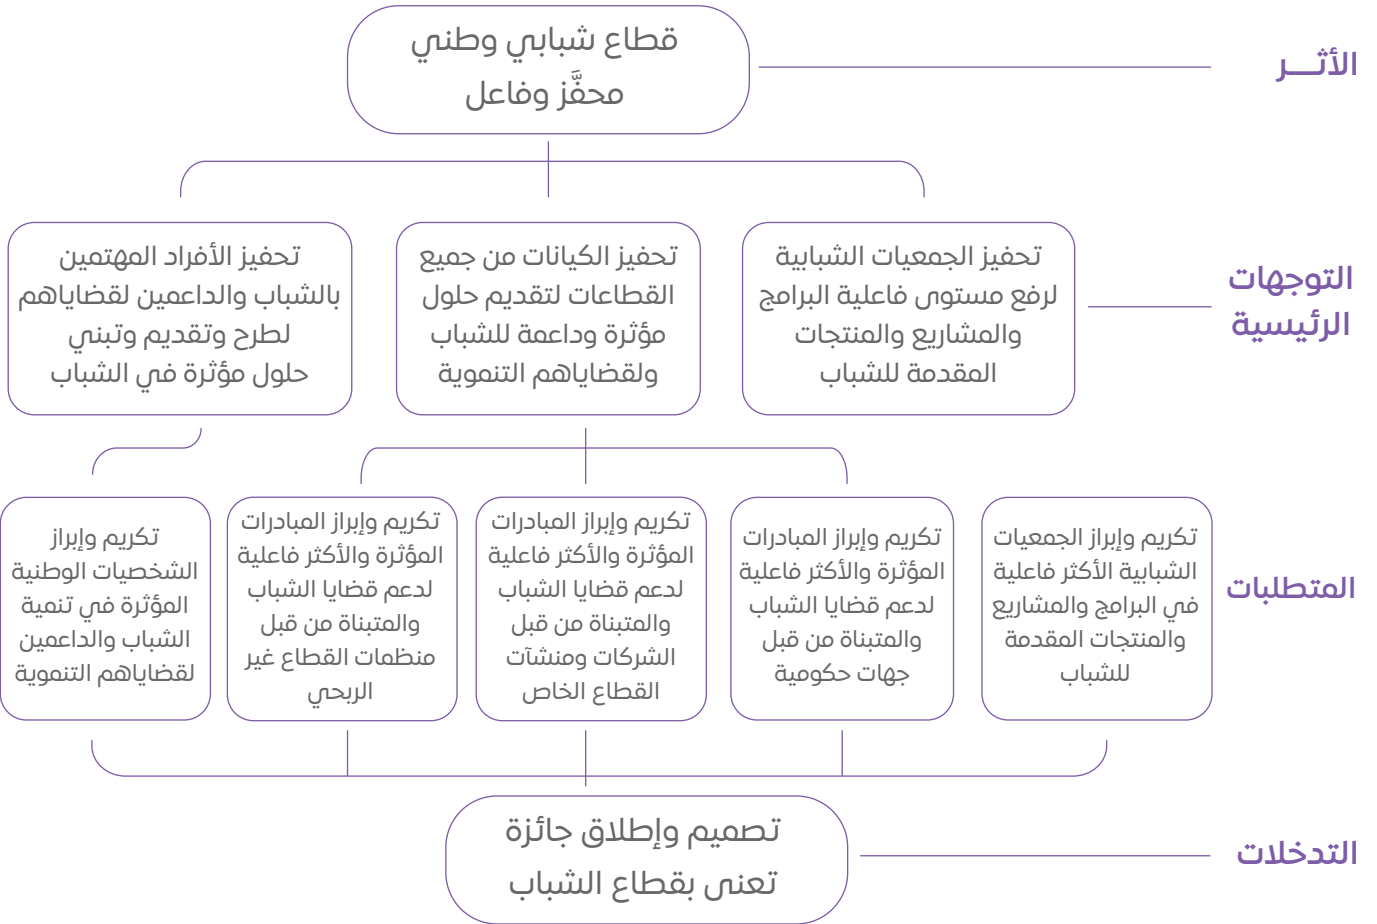 الأثـــر
قطاع شبابي وطني
محفَّز وفاعل
التوجهات
الرئيسية
تحفيز الجمعيات الشبابية
لرفع مستوى فاعلية البرامج
والمشاريع والمنتجات
المقدمة للشباب
تحفيز الكيانات من جميع
القطاعات لتقديم حلول
مؤثرة وداعمة للشباب
ولقضاياهم التنموية
تحفيز الأفراد المهتمين
بالشباب والداعمين لقضاياهم
لطرح وتقديم وتبني
حلول مؤثرة في الشباب
المتطلبات
تكريم وإبراز الجمعيات
الشبابية الأكثر فاعلية
في البرامج والمشاريع
والمنتجات المقدمة
للشباب
تكريم وإبراز المبادرات
المؤثرة والأكثر فاعلية
لدعم قضايا الشباب
والمتبناة من قبل
جهات حكومية
تكريم وإبراز المبادرات
المؤثرة والأكثر فاعلية
لدعم قضايا الشباب
والمتبناة من قبل
الشركات ومنشآت
القطاع الخاص
تكريم وإبراز المبادرات
المؤثرة والأكثر فاعلية
لدعم قضايا الشباب
والمتبناة من قبل
منظمات القطاع غير
الربحي
تكريم وإبراز
الشخصيات الوطنية
المؤثرة في تنمية
الشباب والداعمين
لقضاياهم التنموية
التدخلات
تصميم وإطلاق جائزة
تعنى بقطاع الشباب